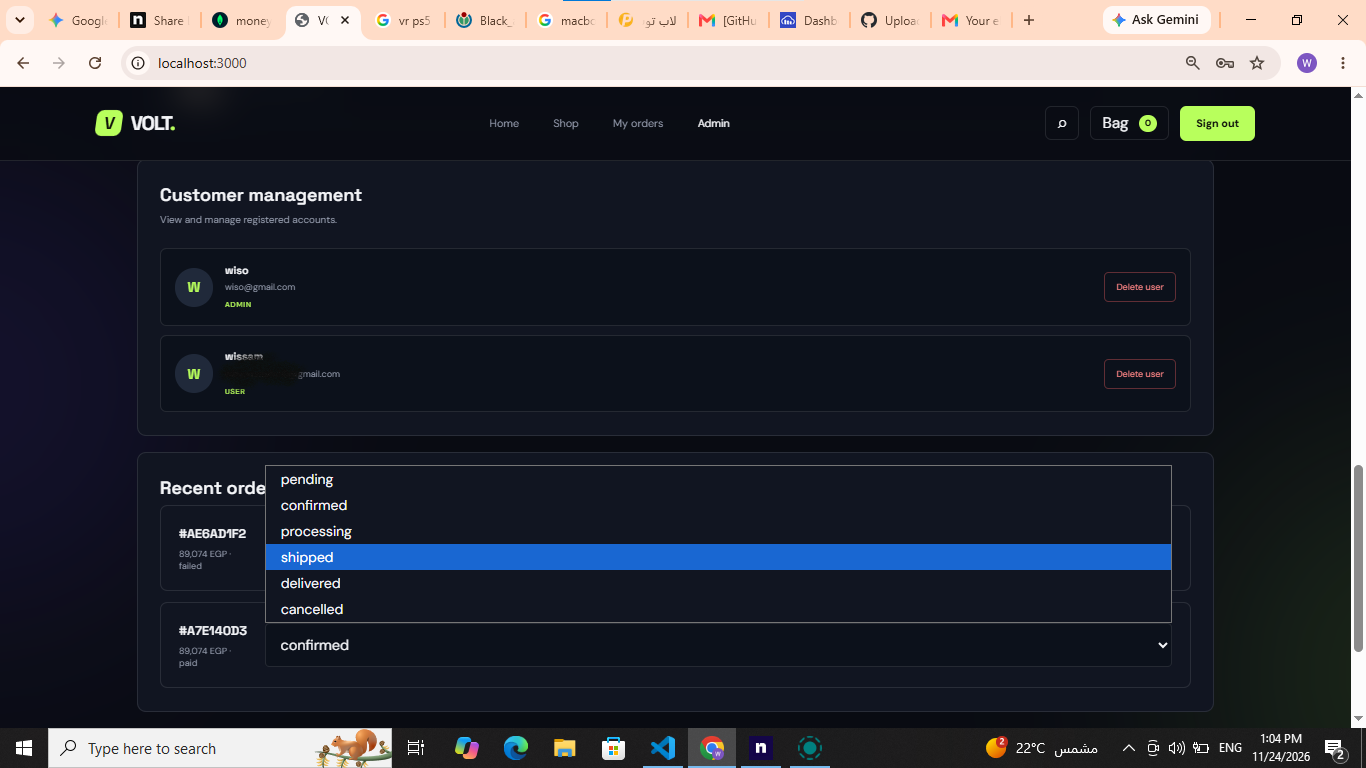 Google
Share
money
VO
vr ps5
Black_
macbo
لاب تو
[GitHu
Dashb
Uploa
Your e
Ask Gemini
localhost:3000
W
V VOLT.
Home
Shop
My orders
Admin
Bag 0
Sign out
Customer management
View and manage registered accounts.
W
wiso
wiso@gmail.com
ADMIN
Delete user
W
wissam
gmail.com
USER
Delete user
Recent orde
pending
confirmed
processing
shipped
delivered
cancelled
#AE6AD1F2
89,074 EGP ·
failed
#A7E140D3
89,074 EGP ·
paid
confirmed
Type here to search
2
22°C مشمس
ENG
1:04 PM
11/24/2026
2